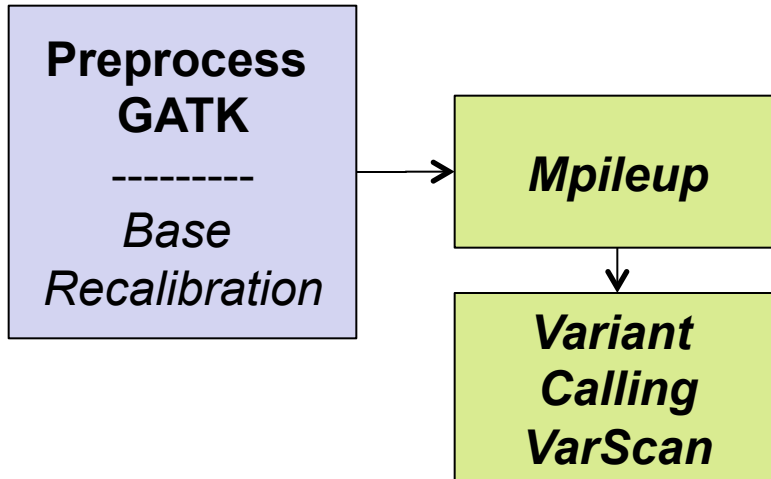 Preprocess
GATK
---------
Base
Recalibration
Mpileup
Variant
Calling
VarScan